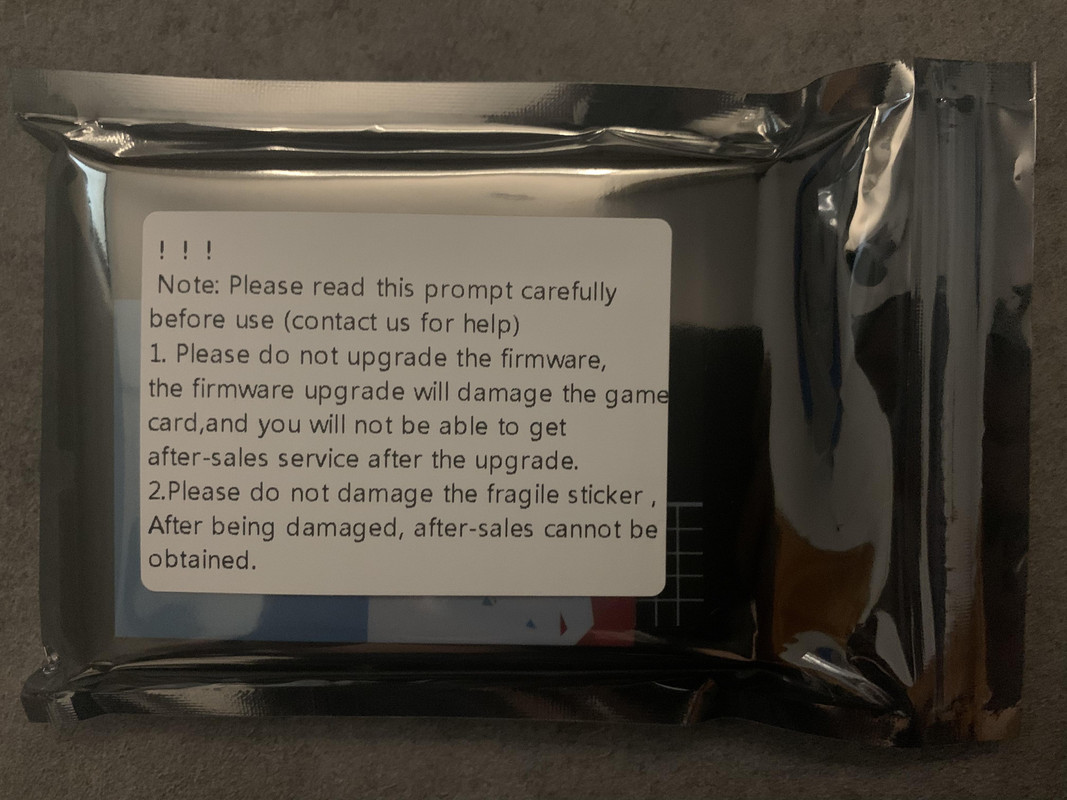 ! ! !
Note: Please read this prompt carefully
before use (contact us for help)
1. Please do not upgrade the firmware,
the firmware upgrade will damage the game
card,and you will not be able to get
after-sales service after the upgrade.
2.Please do not damage the fragile sticker ,
After being damaged, after-sales cannot be
obtained.